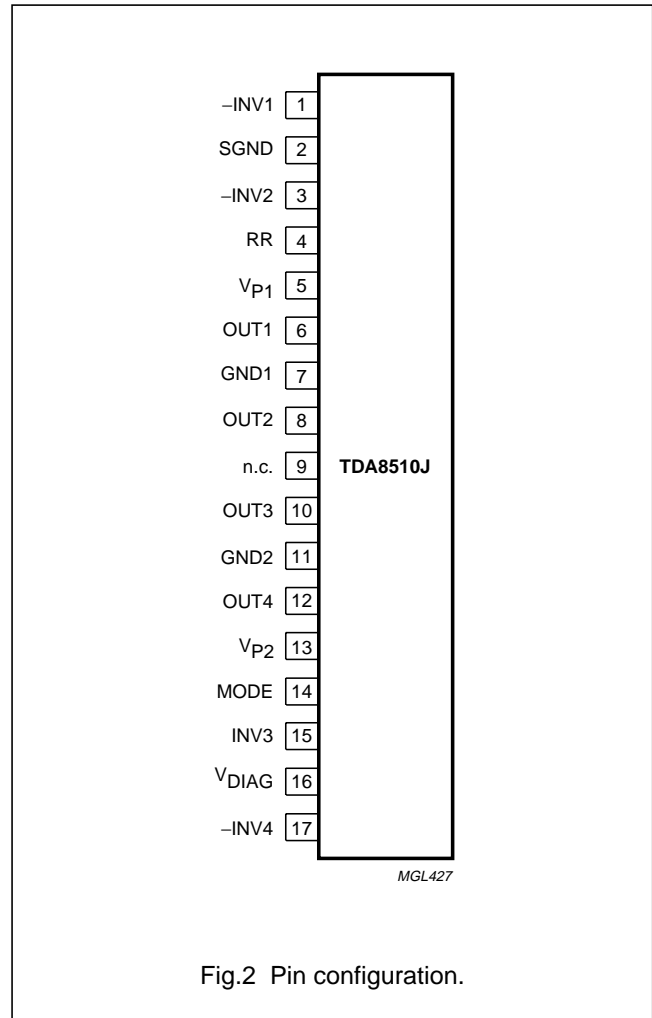 –INV1 1
SGND 2
–INV2 3
RR 4
VP1 5
OUT1 6
GND1 7
OUT2 8
n.c. 9 TDA8510J
OUT3 10
GND2 11
OUT4 12
VP2 13
MODE 14
INV3 15
VDIAG 16
–INV4 17
MGL427
Fig.2 Pin configuration.